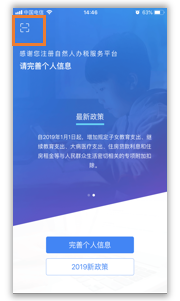 中国电信 14:46 63%
感谢您注册自然人办税服务平台
请完善个人信息
最新政策
自2019年1月1日起，增加规定子女教育支出、继
续教育支出、大病医疗支出、住房贷款利息和住
房租金等与人民群众生活密切相关的专项附加扣
除。
完善个人信息
2019新政策